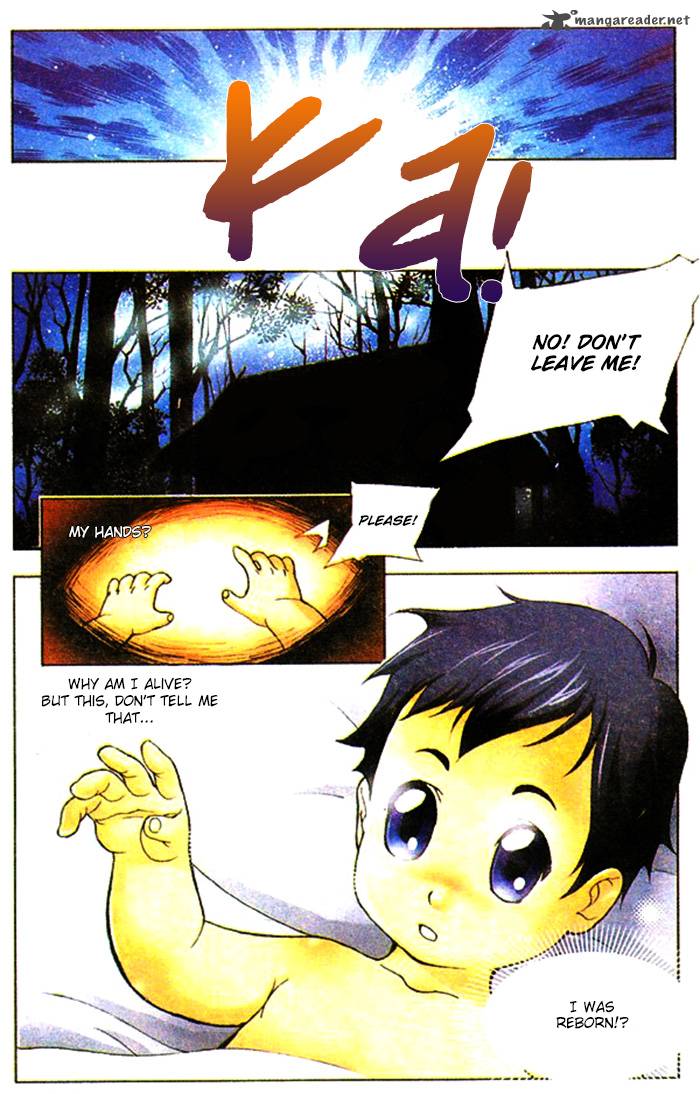 mangareader.net
Ya!
NO! DON'T
LEAVE ME!
MY HANDS?
PLEASE!
WHY AM I ALIVE?
BUT THIS, DON'T TELL ME
THAT...
I WAS
REBORN!?